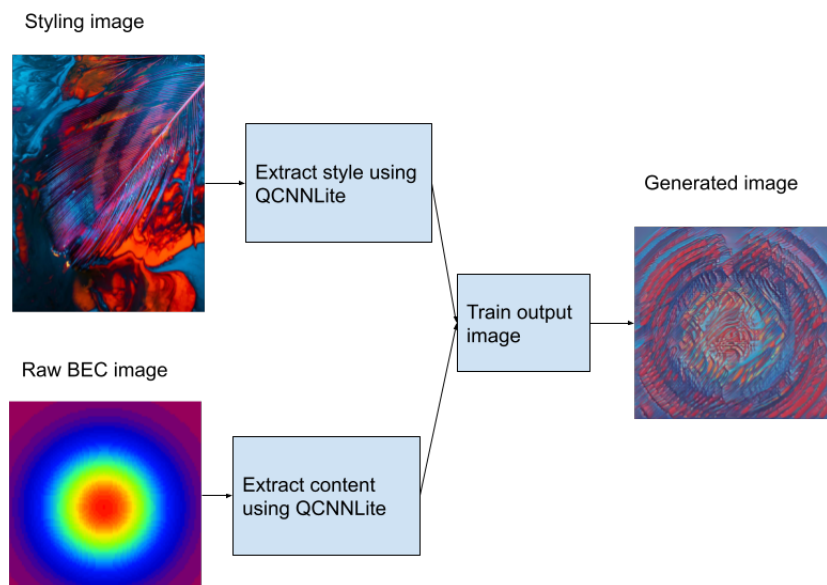 Styling image
Extract style using
QCNNLite
Generated image
Train output
image
Raw BEC image
Extract content
using QCNNLite